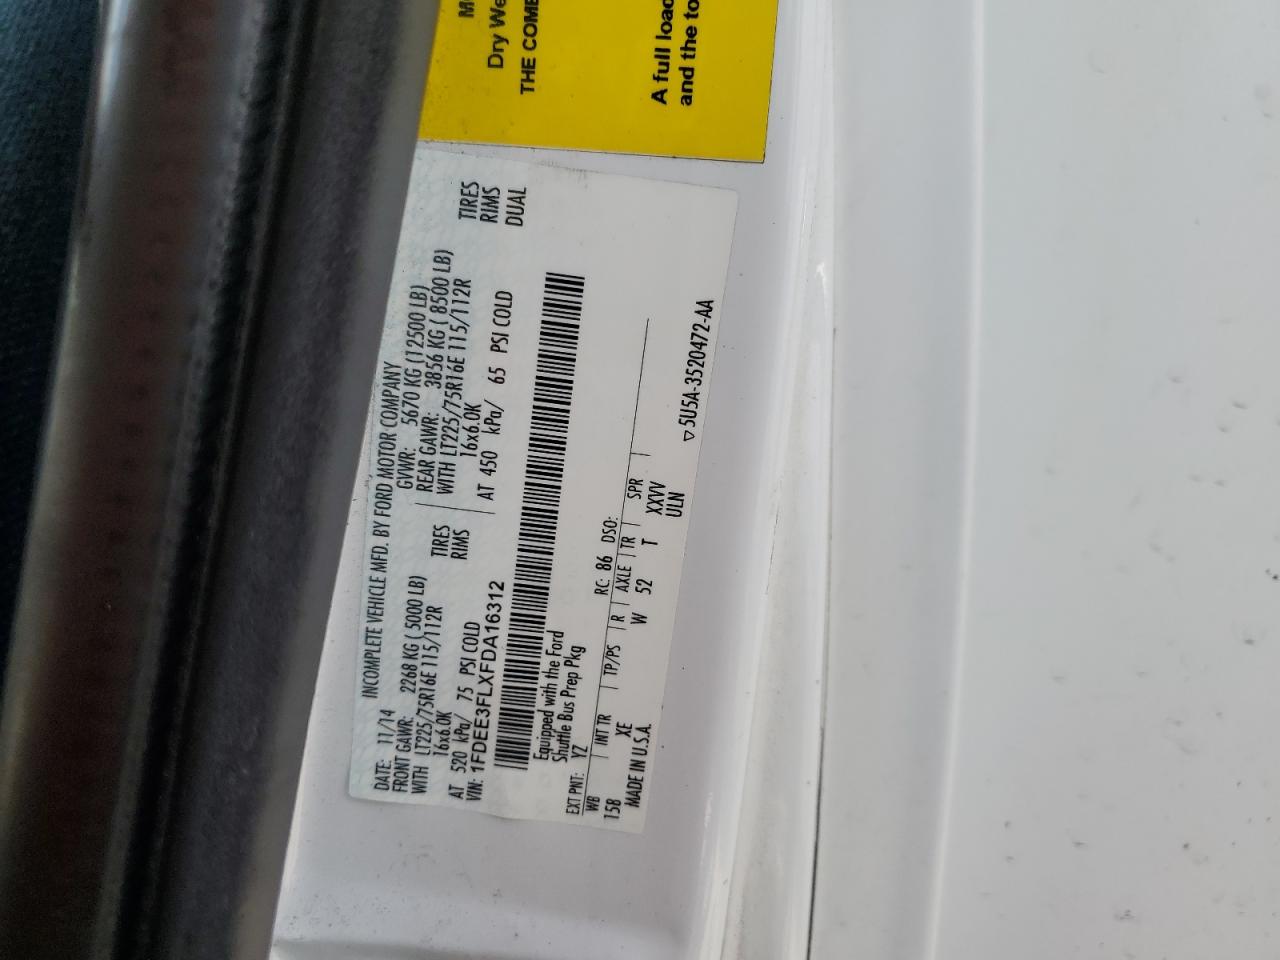 M
Dry We
THE COMB
A full load
and the to
INCOMPLETE VEHICLE MFD. BY FORD MOTOR COMPANY
DATE: 11/14 GVWR: 5670 KG (12500 LB)
FRONT GAWR: 2268 KG ( 5000 LB) REAR GAWR: 3856 KG ( 8500 LB)
WITH LT225/75R16E 115/112R TIRES WITH LT225/75R16E 115/112R TIRES
16x6.0K RIMS 16x6.0K RIMS
AT 520 kPa/ 75 PSI COLD AT 450 kPa/ 65 PSI COLD DUAL
VIN: 1FDEE3FLXFDA16312
Equipped with the Ford
Shuttle Bus Prep Pkg
EXT PNT: YZ RC: 86 DSO:
WB INT TR TP/PS R AXLE TR SPR
158 XE W 52 T XXVV
MADE IN U.S.A. ULN
▽5U5A-3520472-AA